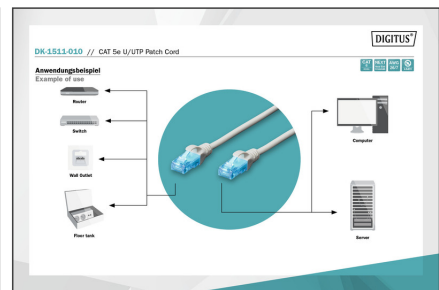 DIGITUS®
DK-1511-010 // CAT 5e U/UTP Patch Cord
Anwendungsbeispiel
Example of use
Router
Switch
Wall Outlet
Floor tank
Computer
Server